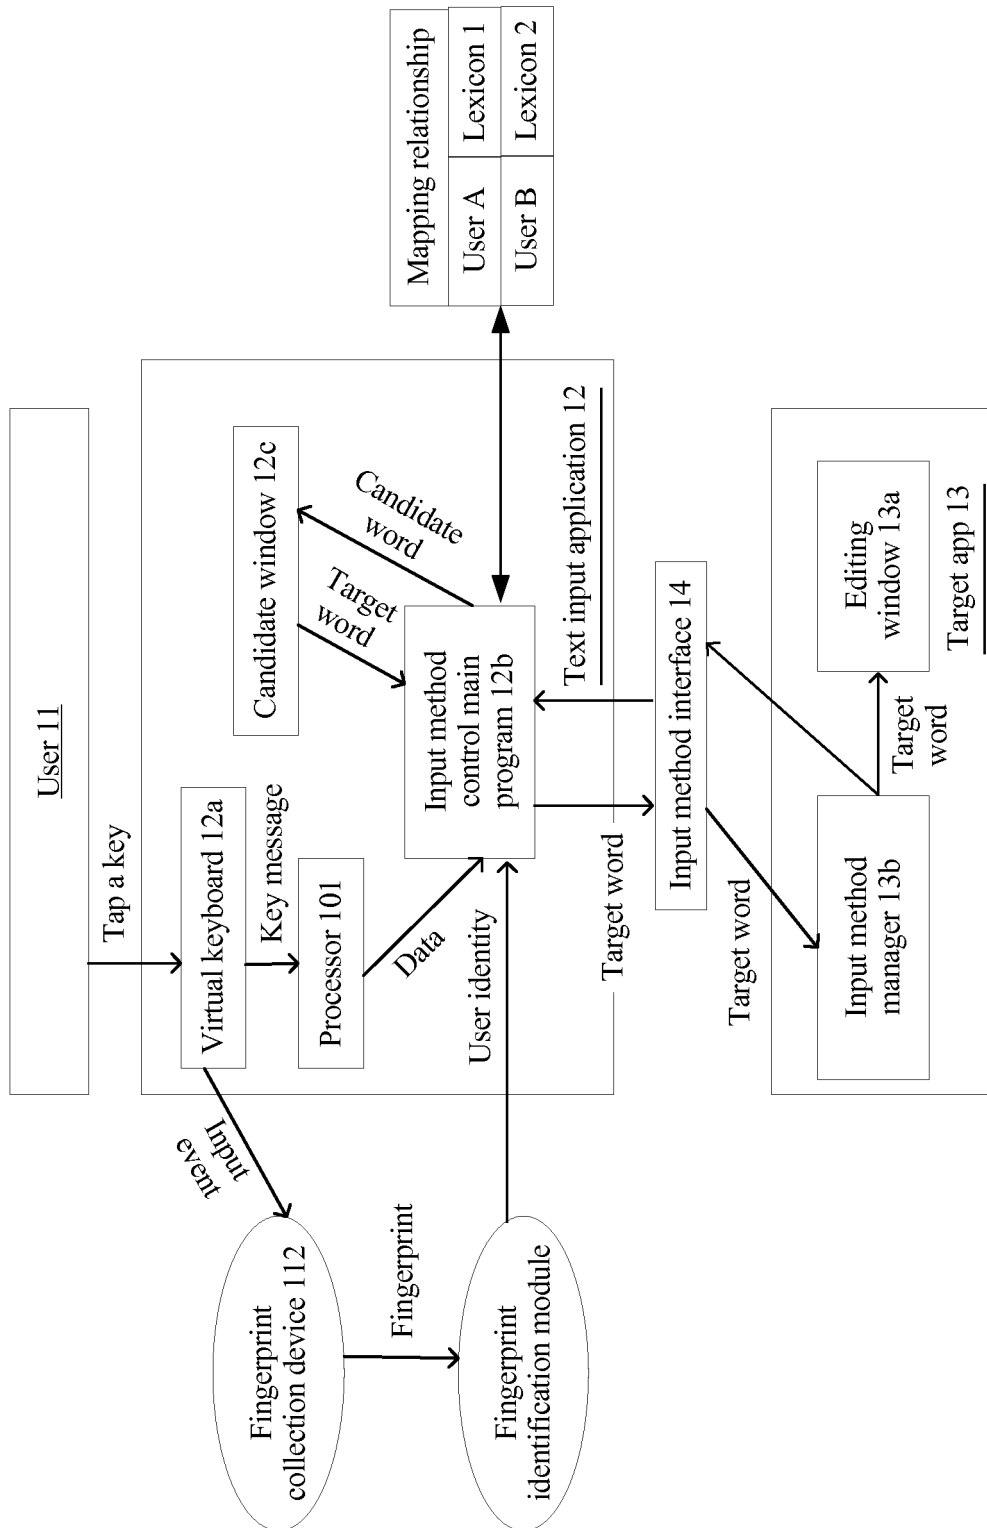 User 11
Tap a key
Virtual keyboard 12a
Key message
Processor 101
Data
Input
event
Fingerprint
collection device 112
Fingerprint
Fingerprint
identification module
User identity
Candidate window 12c
Candidate
word
Target
word
Input method
control main
program 12b
Text input application 12
Mapping relationship
User A
Lexicon 1
User B
Lexicon 2
Target word
Input method interface 14
Target word
Input method
manager 13b
Target
word
Editing
window 13a
Target app 13